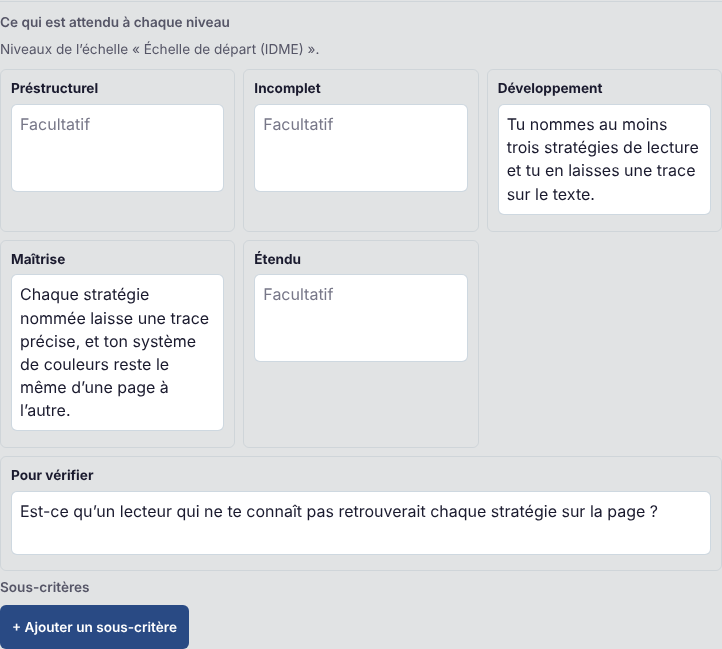 Ce qui est attendu à chaque niveau
Niveaux de l’échelle « Échelle de départ (IDME) ».
Préstructurel
Facultatif
Incomplet
Facultatif
Développement
Tu nommes au moins
trois stratégies de lecture
et tu en laisses une trace
sur le texte.
Maîtrise
Chaque stratégie
nommée laisse une trace
précise, et ton système
de couleurs reste le
même d’une page à
l’autre.
Étendu
Facultatif
Pour vérifier
Est-ce qu’un lecteur qui ne te connaît pas retrouverait chaque stratégie sur la page ?
Sous-critères
+ Ajouter un sous-critère